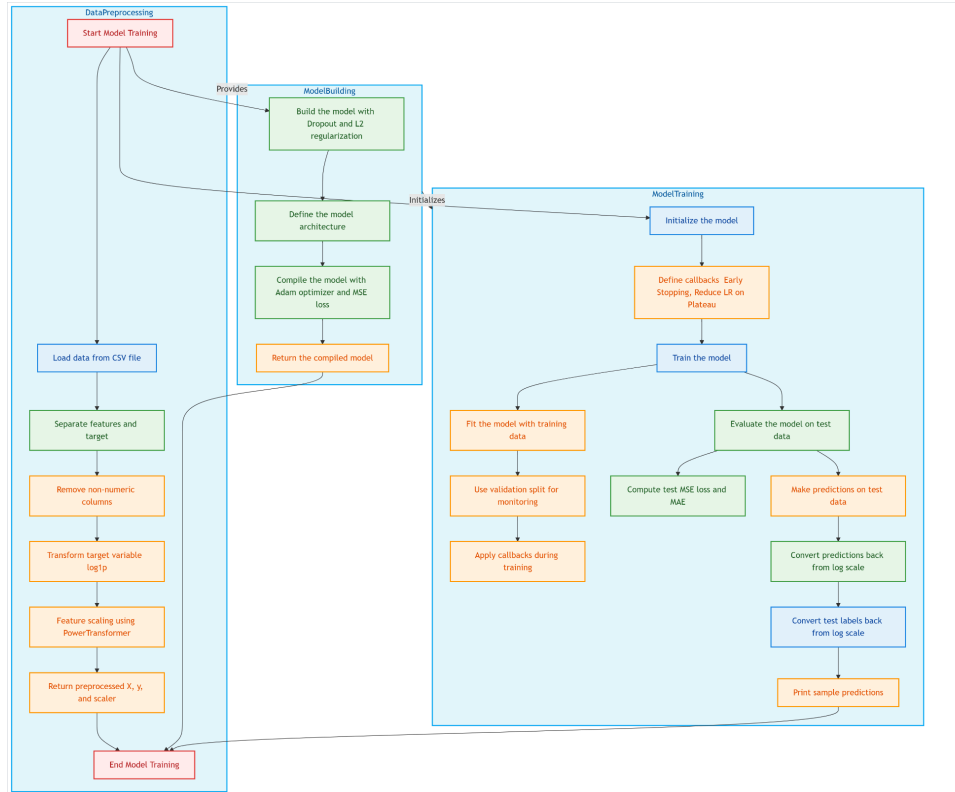 DataPreprocessing
Start Model Training
Load data from CSV file
Separate features and
target
Remove non-numeric
columns
Transform target variable
log1p
Feature scaling using
PowerTransformer
Return preprocessed X, y,
and scaler
End Model Training
Provides
ModelBuilding
Build the model with
Dropout and L2
regularization
Define the model
architecture
Compile the model with
Adam optimizer and MSE
loss
Return the compiled model
Initializes
ModelTraining
Initialize the model
Define callbacks Early
Stopping, Reduce LR on
Plateau
Train the model
Fit the model with training
data
Use validation split for
monitoring
Apply callbacks during
training
Evaluate the model on test
data
Compute test MSE loss and
MAE
Make predictions on test
data
Convert predictions back
from log scale
Convert test labels back
from log scale
Print sample predictions